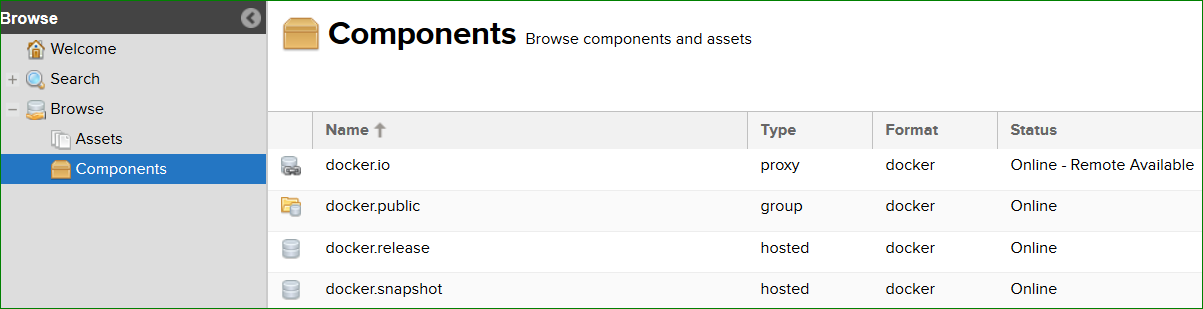 Browse
Welcome
Search
Browse
Assets
Components
Components Browse components and assets
Name Type Format Status
docker.io proxy docker Online - Remote Available
docker.public group docker Online
docker.release hosted docker Online
docker.snapshot hosted docker Online